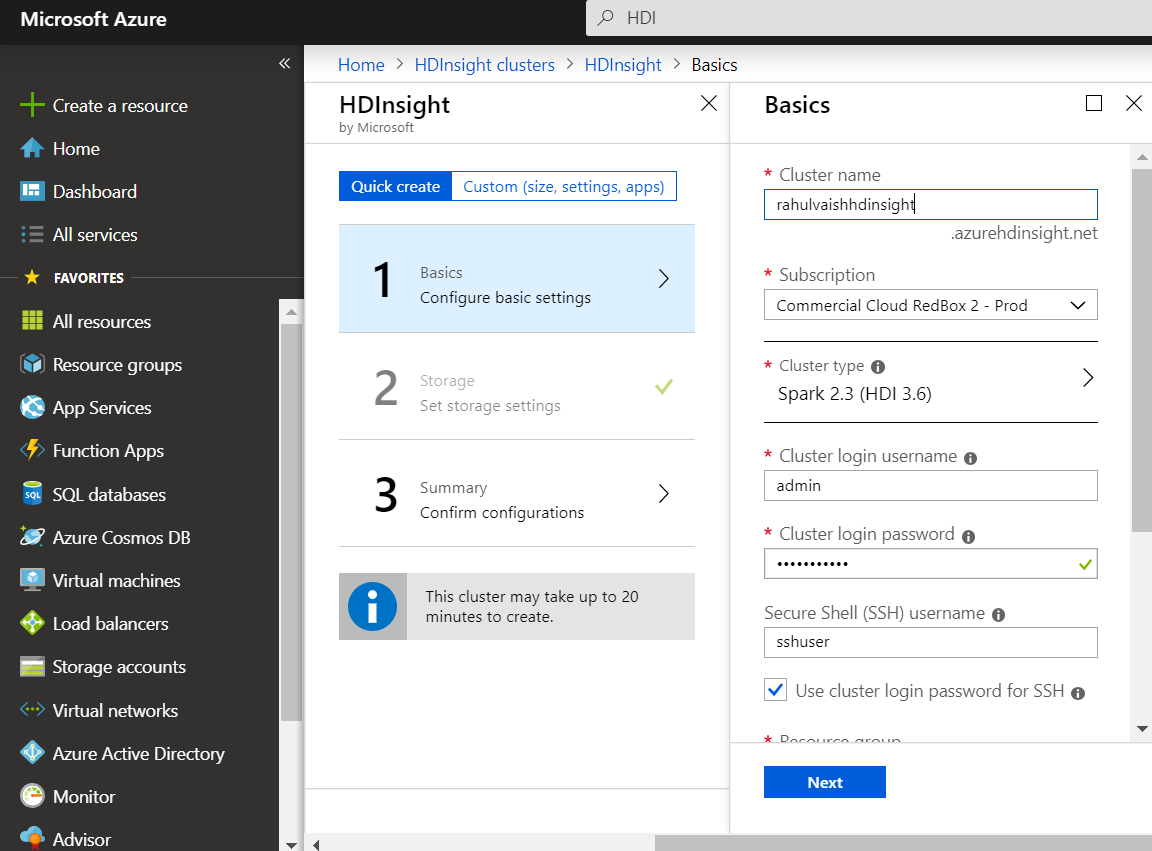 Microsoft Azure
HDI
«
Create a resource
Home
Dashboard
All services
FAVORITES
All resources
Resource groups
App Services
Function Apps
SQL databases
Azure Cosmos DB
Virtual machines
Load balancers
Storage accounts
Virtual networks
Azure Active Directory
Monitor
Advisor
Home > HDInsight clusters > HDInsight > Basics
HDInsight
by Microsoft
Quick create Custom (size, settings, apps)
1
Basics
Configure basic settings
2
Storage
Set storage settings
3
Summary
Confirm configurations
This cluster may take up to 20
minutes to create.
Basics
* Cluster name
rahulvaishhdinsight
.azurehdinsight.net
* Subscription
Commercial Cloud RedBox 2 - Prod
* Cluster type
Spark 2.3 (HDI 3.6)
* Cluster login username
admin
* Cluster login password
•••••••••••
Secure Shell (SSH) username
sshuser
Use cluster login password for SSH
* Resource group
Next